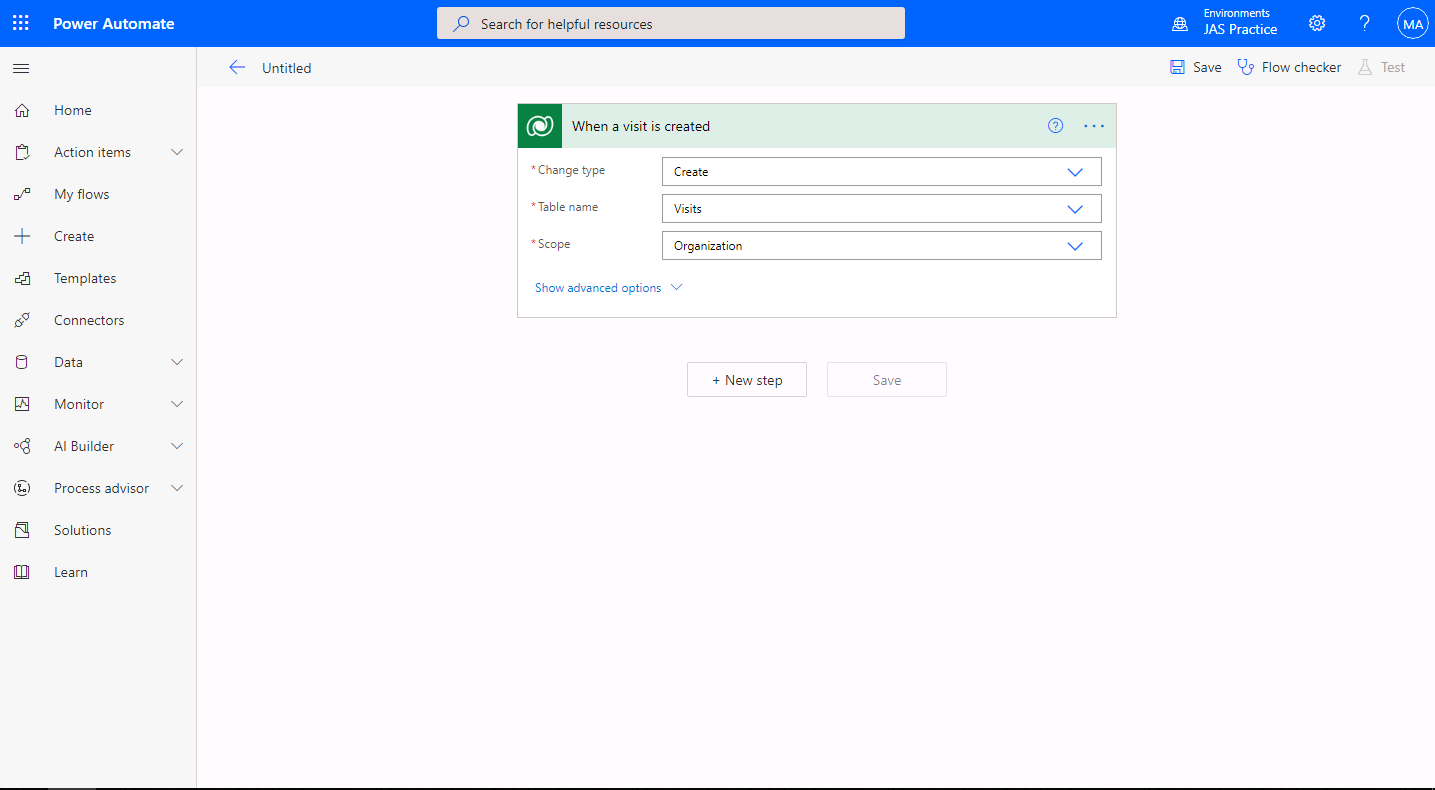 Power Automate
Search for helpful resources
Environments
JAS Practice
?
MA
Untitled
Save
Flow checker
Test
Home
Action items
My flows
Create
Templates
Connectors
Data
Monitor
AI Builder
Process advisor
Solutions
Learn
When a visit is created
?
...
*Change type
Create
*Table name
Visits
*Scope
Organization
Show advanced options
+ New step
Save